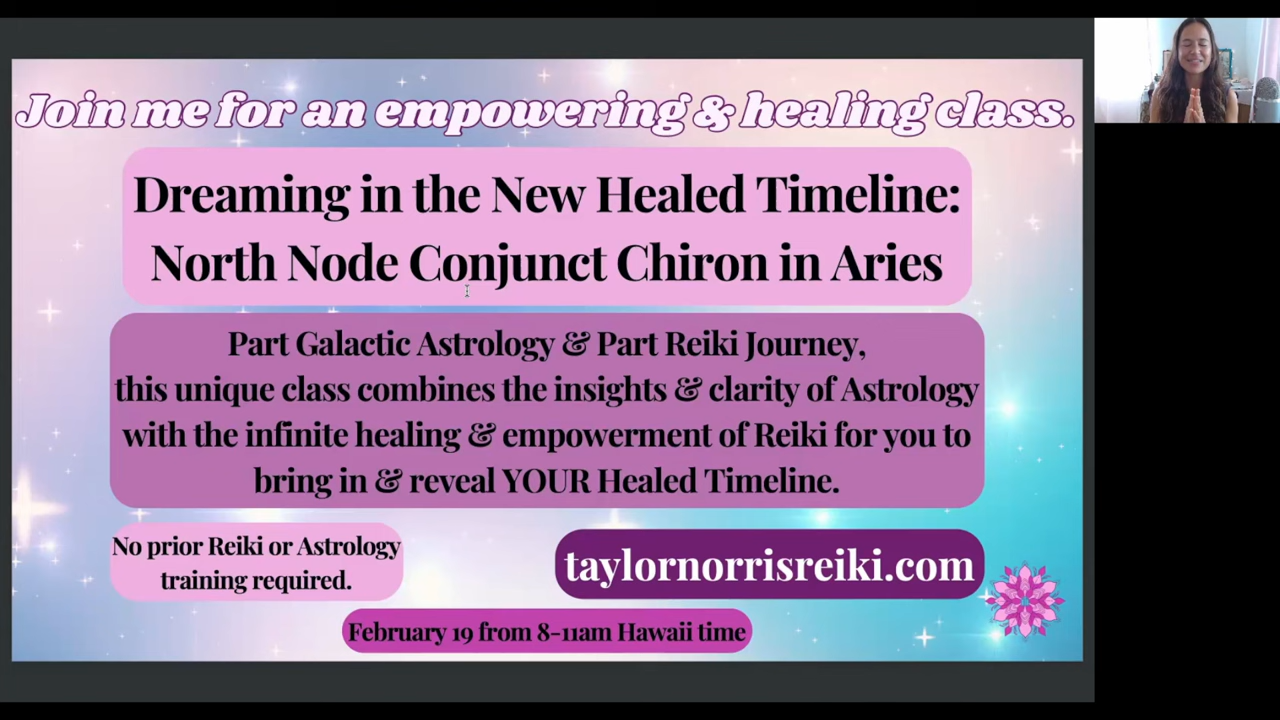 Join me for an empowering & healing class.
Dreaming in the New Healed Timeline:
North Node Conjunct Chiron in Aries
Part Galactic Astrology & Part Reiki Journey,
this unique class combines the insights & clarity of Astrology
with the infinite healing & empowerment of Reiki for you to
bring in & reveal YOUR Healed Timeline.
No prior Reiki or Astrology
training required.
taylornorrisreiki.com
February 19 from 8-11am Hawaii time